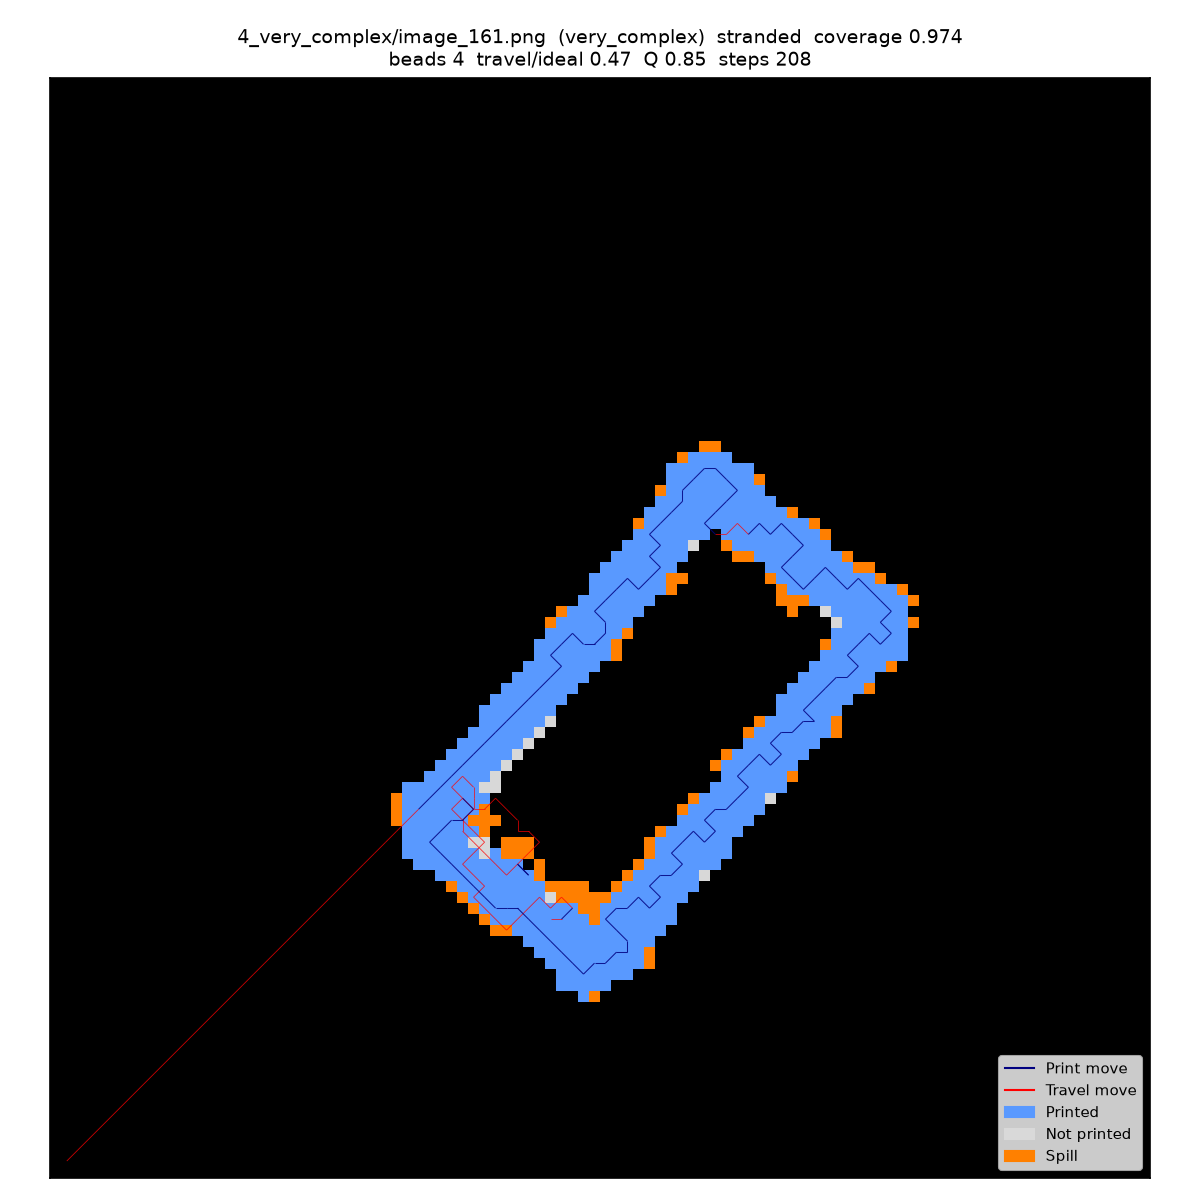 4_very_complex/image_161.png  (very_complex)  stranded  coverage 0.974
beads 4  travel/ideal 0.47  Q 0.85  steps 208
Print move
Travel move
Printed
Not printed
Spill